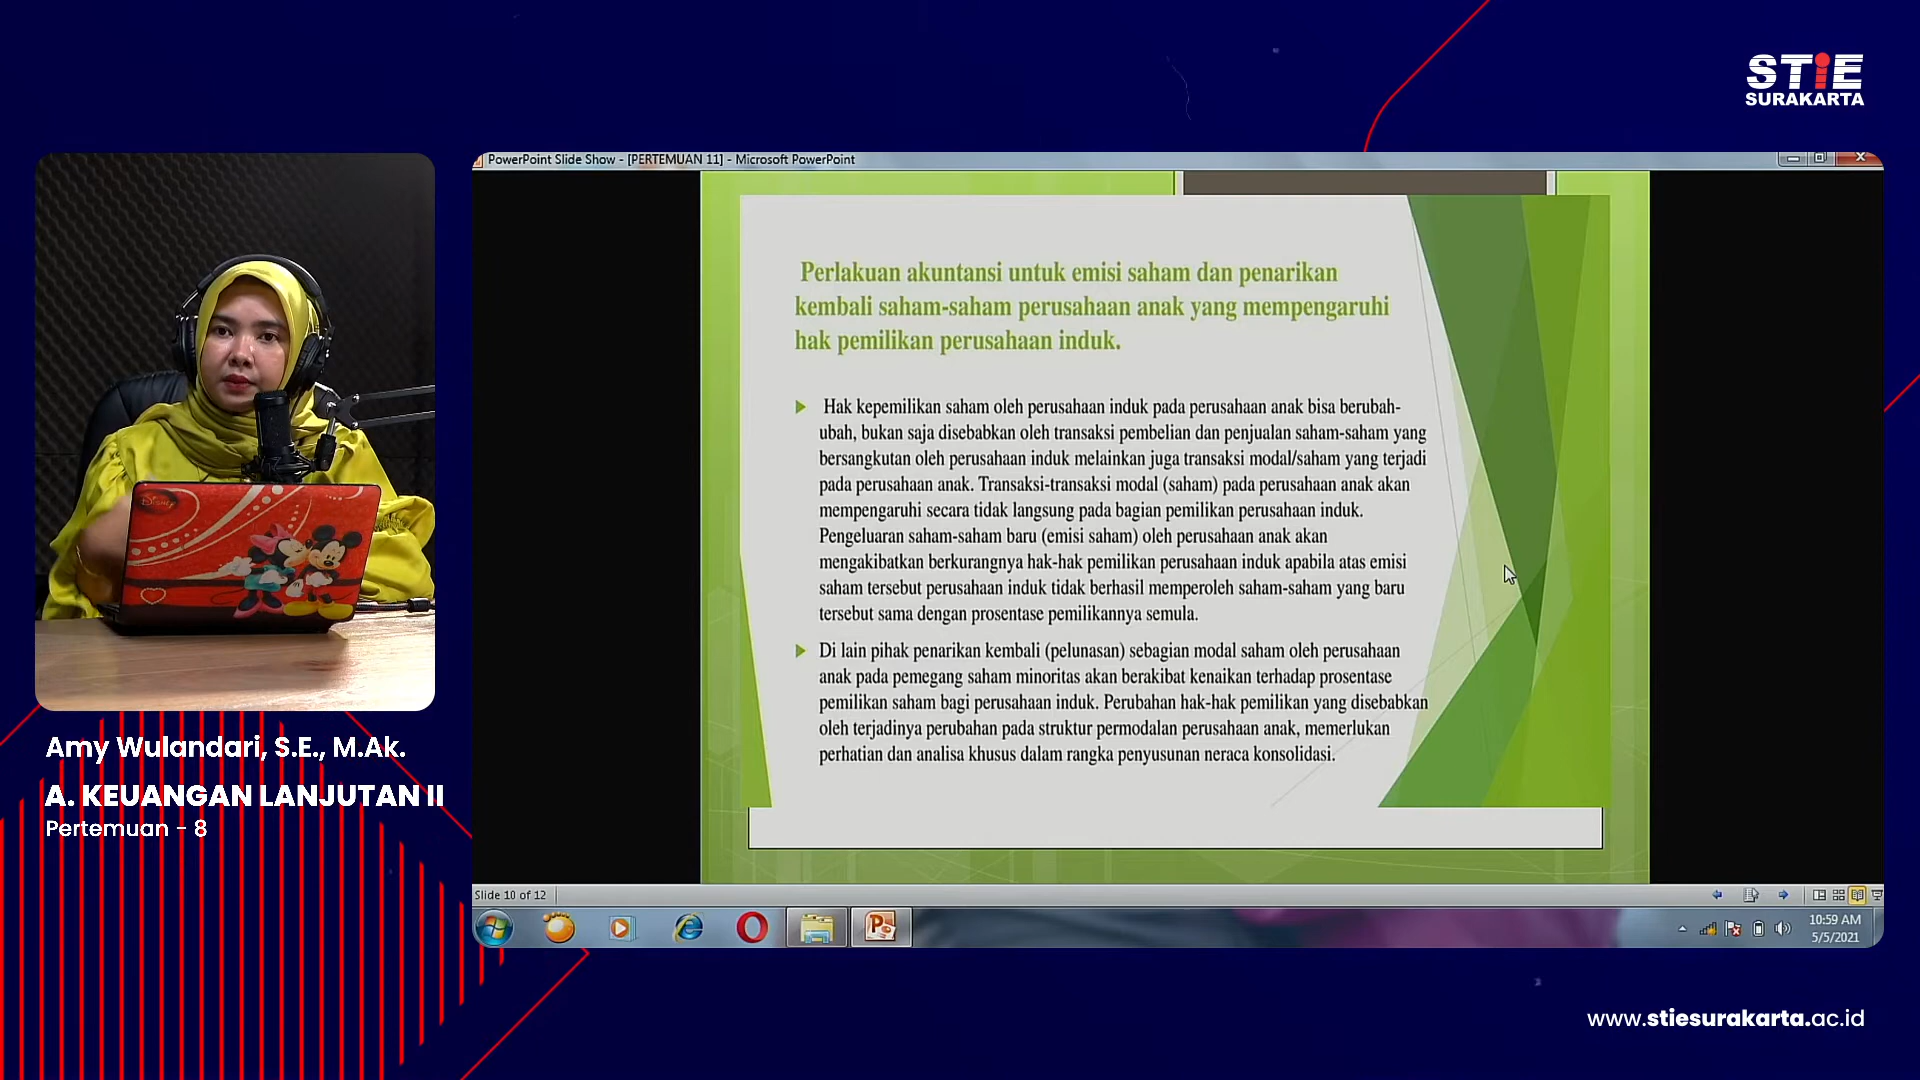 STiE
SURAKARTA
PowerPoint Slide Show - [PERTEMUAN 11] - Microsoft PowerPoint
Perlakuan akuntansi untuk emisi saham dan penarikan
kembali saham-saham perusahaan anak yang mempengaruhi
hak pemilikan perusahaan induk.
Hak kepemilikan saham oleh perusahaan induk pada perusahaan anak bisa berubah-
ubah, bukan saja disebabkan oleh transaksi pembelian dan penjualan saham-saham yang
bersangkutan oleh perusahaan induk melainkan juga transaksi modal/saham yang terjadi
pada perusahaan anak. Transaksi-transaksi modal (saham) pada perusahaan anak akan
mempengaruhi secara tidak langsung pada bagian pemilikan perusahaan induk.
Pengeluaran saham-saham baru (emisi saham) oleh perusahaan anak akan
mengakibatkan berkurangnya hak-hak pemilikan perusahaan induk apabila atas emisi
saham tersebut perusahaan induk tidak berhasil memperoleh saham-saham yang baru
tersebut sama dengan prosentase pemilikannya semula.
Di lain pihak penarikan kembali (pelunasan) sebagian modal saham oleh perusahaan
anak pada pemegang saham minoritas akan berakibat kenaikan terhadap prosentase
pemilikan saham bagi perusahaan induk. Perubahan hak-hak pemilikan yang disebabkan
oleh terjadinya perubahan pada struktur permodalan perusahaan anak, memerlukan
perhatian dan analisa khusus dalam rangka penyusunan neraca konsolidasi.
Disney
Amy Wulandari, S.E., M.Ak.
A. KEUANGAN LANJUTAN II
Pertemuan - 8
Slide 10 of 12
10:59 AM
5/5/2021
www.stiesurakarta.ac.id